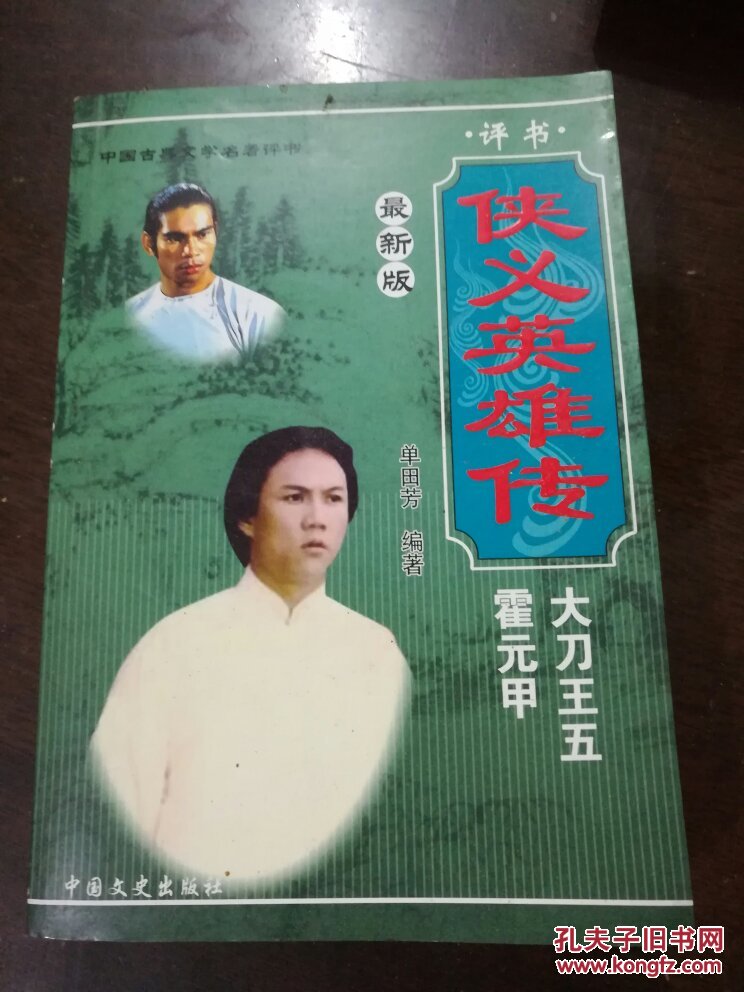 ·评书·
中国古典文学名著评书
最新版
侠义英雄传
单田芳 编著
大刀王五
霍元甲
中国文史出版社
孔夫子旧书网
www.kongfz.com